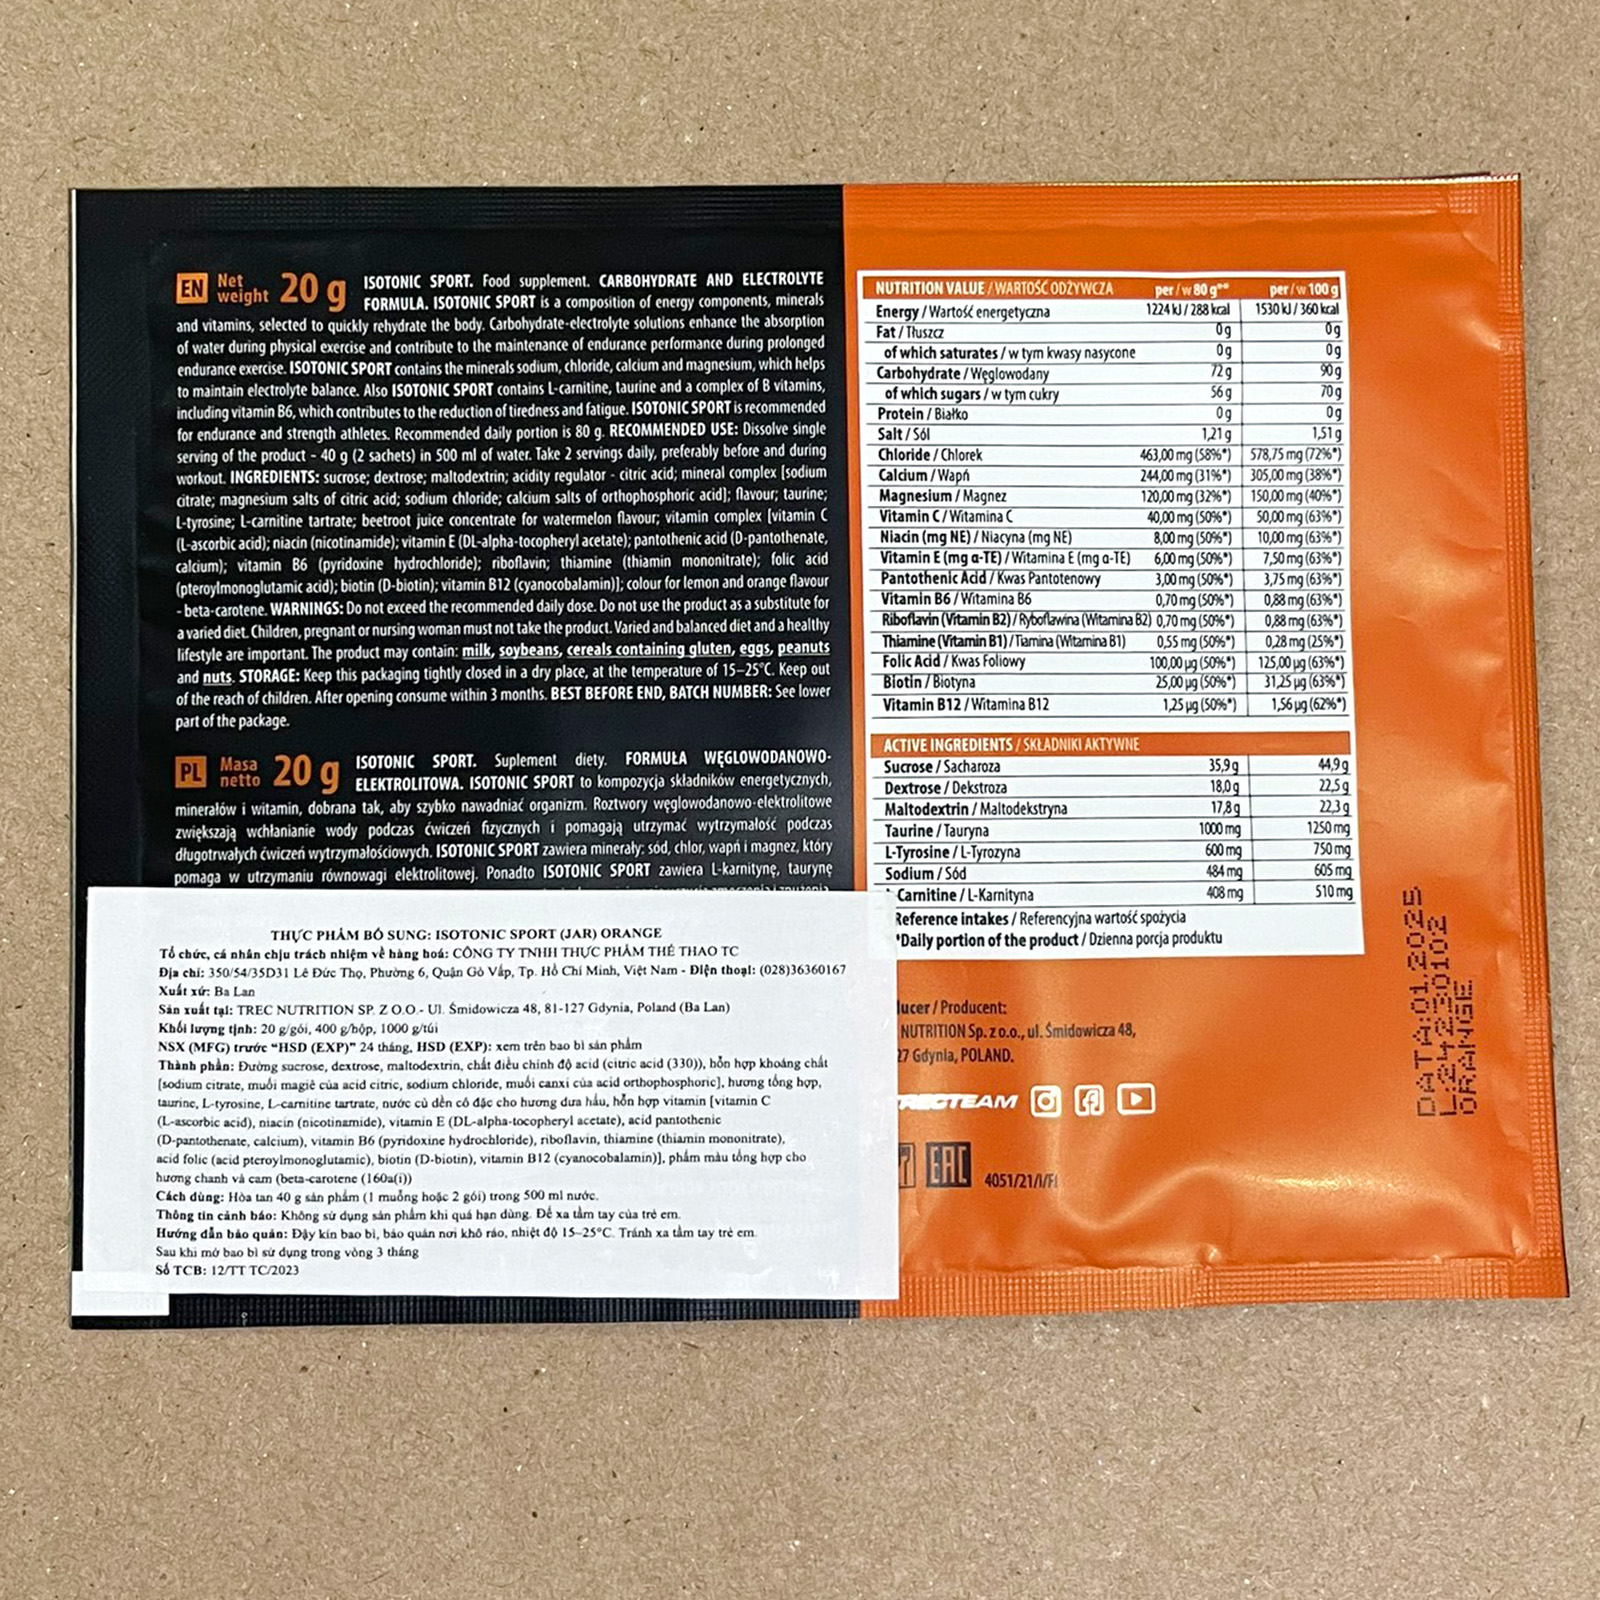 EN Net weight 20 g
ISOTONIC SPORT. Food supplement. CARBOHYDRATE AND ELECTROLYTE
FORMULA. ISOTONIC SPORT is a composition of energy components, minerals
and vitamins, selected to quickly rehydrate the body. Carbohydrate-electrolyte solutions enhance the absorption
of water during physical exercise and contribute to the maintenance of endurance performance during prolonged
endurance exercise. ISOTONIC SPORT contains the minerals sodium, chloride, calcium and magnesium, which helps
to maintain electrolyte balance. Also ISOTONIC SPORT contains L-carnitine, taurine and a complex of B vitamins,
including vitamin B6, which contributes to the reduction of tiredness and fatigue. ISOTONIC SPORT is recommended
for endurance and strength athletes. Recommended daily portion is 80 g. RECOMMENDED USE: Dissolve single
serving of the product - 40 g (2 sachets) in 500 ml of water. Take 2 servings daily, preferably before and during
workout. INGREDIENTS: sucrose; dextrose; maltodextrin; acidity regulator - citric acid; mineral complex [sodium
citrate; magnesium salts of citric acid; sodium chloride; calcium salts of orthophosphoric acid]; flavour; taurine;
L-tyrosine; L-carnitine tartrate; beetroot juice concentrate for watermelon flavour; vitamin complex [vitamin C
(L-ascorbic acid); niacin (nicotinamide); vitamin E (DL-alpha-tocopheryl acetate); pantothenic acid (D-pantothenate,
calcium); vitamin B6 (pyridoxine hydrochloride); riboflavin; thiamine (thiamin mononitrate); folic acid
(pteroylmonoglutamic acid); biotin (D-biotin); vitamin B12 (cyanocobalamin)]; colour for lemon and orange flavour
- beta-carotene. WARNINGS: Do not exceed the recommended daily dose. Do not use the product as a substitute for
a varied diet. Children, pregnant or nursing woman must not take the product. Varied and balanced diet and a healthy
lifestyle are important. The product may contain: milk, soybeans, cereals containing gluten, eggs, peanuts
and nuts. STORAGE: Keep this packaging tightly closed in a dry place, at the temperature of 15–25°C. Keep out
of the reach of children. After opening consume within 3 months. BEST BEFORE END, BATCH NUMBER: See lower
part of the package.
PL Masa netto 20 g
ISOTONIC SPORT. Suplement diety. FORMUŁA WĘGLOWODANOWO-
ELEKTROLITOWA. ISOTONIC SPORT to kompozycja składników energetycznych,
minerałów i witamin, dobrana tak, aby szybko nawadniać organizm. Roztwory węglowodanowo-elektrolitowe
zwiększają wchłanianie wody podczas ćwiczeń fizycznych i pomagają utrzymać wytrzymałość podczas
długotrwałych ćwiczeń wytrzymałościowych. ISOTONIC SPORT zawiera minerały: sód, chlor, wapń i magnez, który
pomaga w utrzymaniu równowagi elektrolitowej. Ponadto ISOTONIC SPORT zawiera L-karnitynę, taurynę
THỰC PHẨM BỔ SUNG: ISOTONIC SPORT (JAR) ORANGE
Tổ chức, cá nhân chịu trách nhiệm về hàng hoá: CÔNG TY TNHH THỰC PHẨM THỂ THAO TC
Địa chỉ: 350/54/35D31 Lê Đức Thọ, Phường 6, Quận Gò Vấp, Tp. Hồ Chí Minh, Việt Nam - Điện thoại: (028)36360167
Xuất xứ: Ba Lan
Sản xuất tại: TREC NUTRITION SP. Z O.O.- Ul. Śmidowicza 48, 81-127 Gdynia, Poland (Ba Lan)
Khối lượng tịnh: 20 g/gói, 400 g/hộp, 1000 g/túi
NSX (MFG) trước “HSD (EXP)” 24 tháng, HSD (EXP): xem trên bao bì sản phẩm
Thành phần: Đường sucrose, dextrose, maltodextrin, chất điều chỉnh độ acid (citric acid (330)), hỗn hợp khoáng chất
[sodium citrate, muối magiê của acid citric, sodium chloride, muối canxi của acid orthophosphoric], hương tổng hợp,
taurine, L-tyrosine, L-carnitine tartrate, nước củ dền cô đặc cho hương dưa hấu, hỗn hợp vitamin [vitamin C
(L-ascorbic acid), niacin (nicotinamide), vitamin E (DL-alpha-tocopheryl acetate), acid pantothenic
(D-pantothenate, calcium), vitamin B6 (pyridoxine hydrochloride), riboflavin, thiamine (thiamin mononitrate),
acid folic (acid pteroylmonoglutamic), biotin (D-biotin), vitamin B12 (cyanocobalamin)], phẩm màu tổng hợp cho
hương chanh và cam (beta-carotene (160a(i))
Cách dùng: Hòa tan 40 g sản phẩm (1 muỗng hoặc 2 gói) trong 500 ml nước.
Thông tin cảnh báo: Không sử dụng sản phẩm khi quá hạn dùng. Để xa tầm tay của trẻ em.
Hướng dẫn bảo quản: Đậy kín bao bì, bảo quản nơi khô ráo, nhiệt độ 15–25°C. Tránh xa tầm tay trẻ em.
Sau khi mở bao bì sử dụng trong vòng 3 tháng
Số TCB: 12/TT TC/2023
NUTRITION VALUE / WARTOŚĆ ODŻYWCZA per / w 80 g** per / w 100 g
Energy / Wartość energetyczna 1224 kJ / 288 kcal 1530 kJ / 360 kcal
Fat / Tłuszcz 0 g 0 g
of which saturates / w tym kwasy nasycone 0 g 0 g
Carbohydrate / Węglowodany 72 g 90 g
of which sugars / w tym cukry 56 g 70 g
Protein / Białko 0 g 0 g
Salt / Sól 1,21 g 1,51 g
Chloride / Chlorek 463,00 mg (58%*) 578,75 mg (72%*)
Calcium / Wapń 244,00 mg (31%*) 305,00 mg (38%*)
Magnesium / Magnez 120,00 mg (32%*) 150,00 mg (40%*)
Vitamin C / Witamina C 40,00 mg (50%*) 50,00 mg (63%*)
Niacin (mg NE) / Niacyna (mg NE) 8,00 mg (50%*) 10,00 mg (63%*)
Vitamin E (mg α-TE) / Witamina E (mg α-TE) 6,00 mg (50%*) 7,50 mg (63%*)
Pantothenic Acid / Kwas Pantotenowy 3,00 mg (50%*) 3,75 mg (63%*)
Vitamin B6 / Witamina B6 0,70 mg (50%*) 0,88 mg (63%*)
Riboflavin (Vitamin B2) / Ryboflawina (Witamina B2) 0,70 mg (50%*) 0,88 mg (63%*)
Thiamine (Vitamin B1) / Tiamina (Witamina B1) 0,55 mg (50%*) 0,28 mg (25%*)
Folic Acid / Kwas Foliowy 100,00 µg (50%*) 125,00 µg (63%*)
Biotin / Biotyna 25,00 µg (50%*) 31,25 µg (63%*)
Vitamin B12 / Witamina B12 1,25 µg (50%*) 1,56 µg (62%*)
ACTIVE INGREDIENTS / SKŁADNIKI AKTYWNE
Sucrose / Sacharoza 35,9 g 44,9 g
Dextrose / Dekstroza 18,0 g 22,5 g
Maltodextrin / Maltodekstryna 17,8 g 22,3 g
Taurine / Tauryna 1000 mg 1250 mg
L-Tyrosine / L-Tyrozyna 600 mg 750 mg
Sodium / Sód 484 mg 605 mg
Carnitine / L-Karnityna 408 mg 510 mg
Reference intakes / Referencyjna wartość spożycia
*Daily portion of the product / Dzienna porcja produktu
ducer / Producent:
NUTRITION Sp. z o.o., ul. Śmidowicza 48,
27 Gdynia, POLAND.
TRECTEAM
EAC 4051/21/I/FI
DATA:01.2025
L:24230102
ORANGE